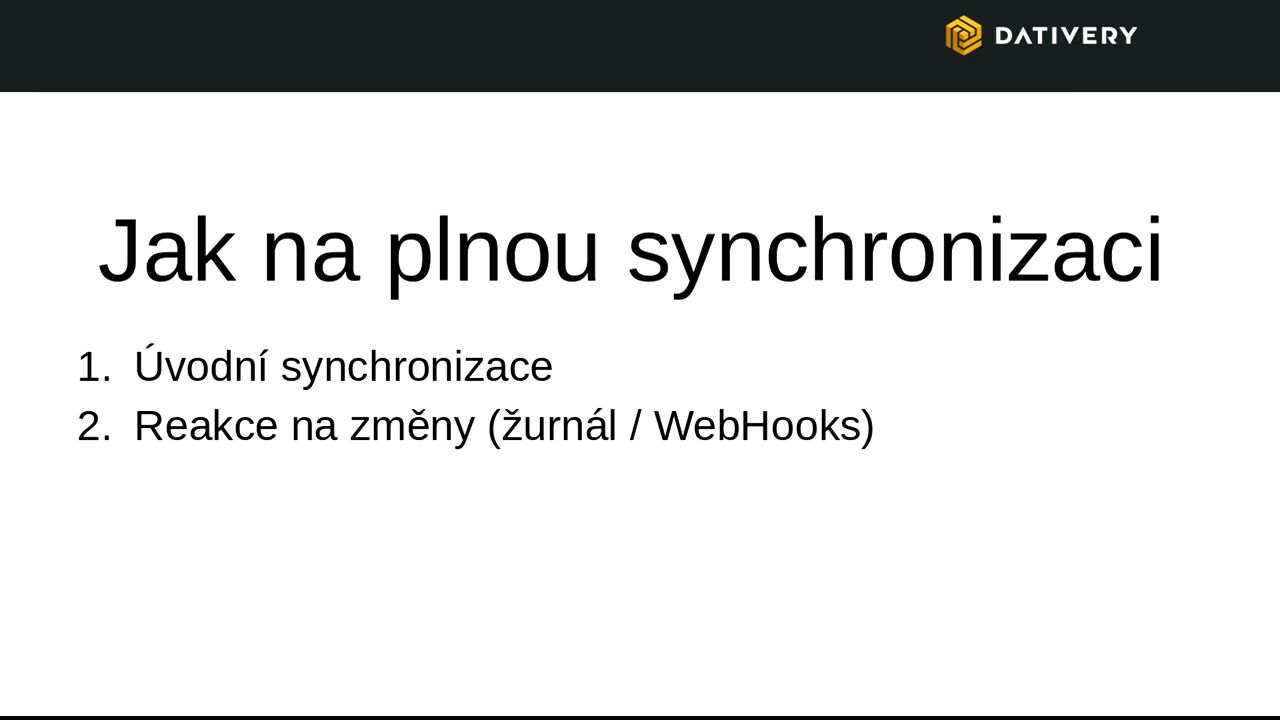 DATIVERY
Jak na plnou synchronizaci
1. Úvodní synchronizace
2. Reakce na změny (žurnál / WebHooks)